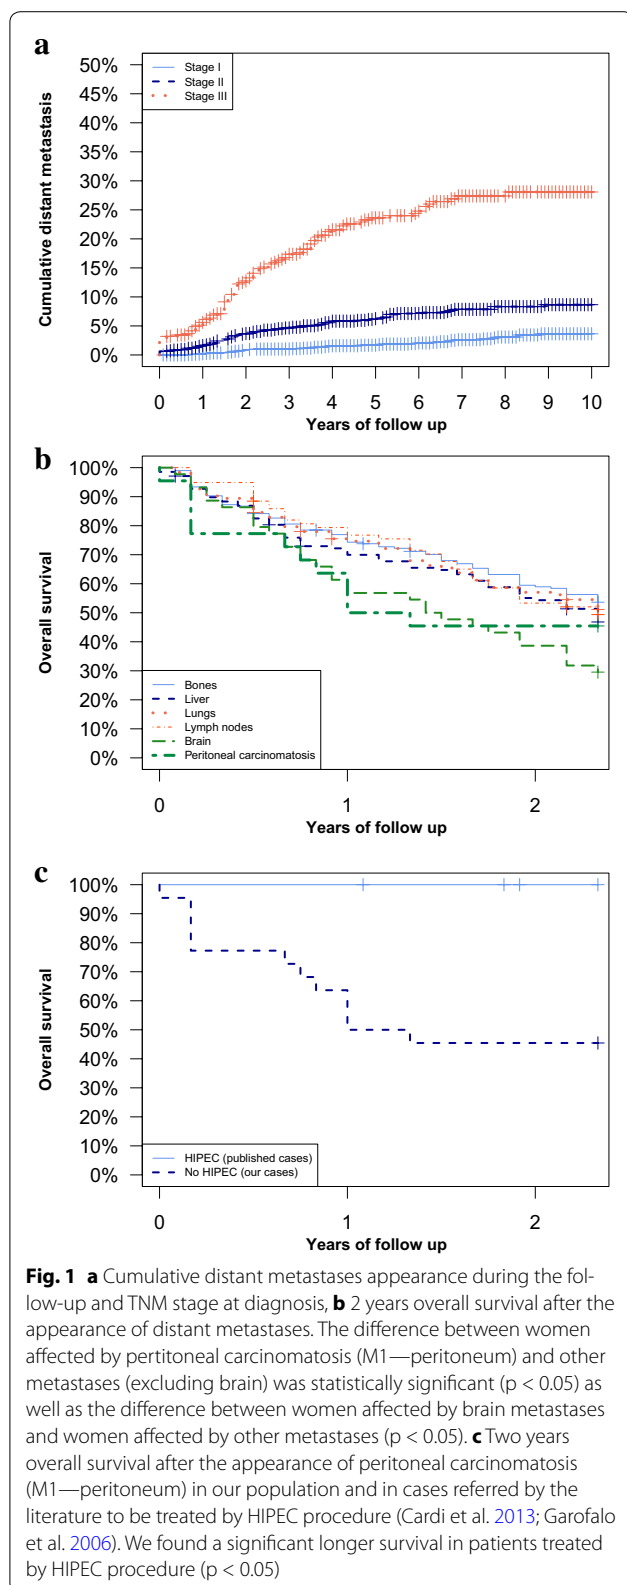 a
50%
45%
40%
35%
30%
25%
20%
15%
10%
5%
0%
Cumulative distant metastasis
Stage I
Stage II
Stage III
0 1 2 3 4 5 6 7 8 9 10
Years of follow up
b
100%
90%
80%
70%
60%
50%
40%
30%
20%
10%
0%
Overall survival
Bones
Liver
Lungs
Lymph nodes
Brain
Peritoneal carcinomatosis
0 1 2
Years of follow up
c
100%
90%
80%
70%
60%
50%
40%
30%
20%
10%
0%
Overall survival
HIPEC (published cases)
No HIPEC (our cases)
0 1 2
Years of follow up
Fig. 1 a Cumulative distant metastases appearance during the fol-
low-up and TNM stage at diagnosis, b 2 years overall survival after the
appearance of distant metastases. The difference between women
affected by pertitoneal carcinomatosis (M1—peritoneum) and other
metastases (excluding brain) was statistically significant (p < 0.05) as
well as the difference between women affected by brain metastases
and women affected by other metastases (p < 0.05). c Two years
overall survival after the appearance of peritoneal carcinomatosis
(M1—peritoneum) in our population and in cases referred by the
literature to be treated by HIPEC procedure (Cardi et al. 2013; Garofalo
et al. 2006). We found a significant longer survival in patients treated
by HIPEC procedure (p < 0.05)